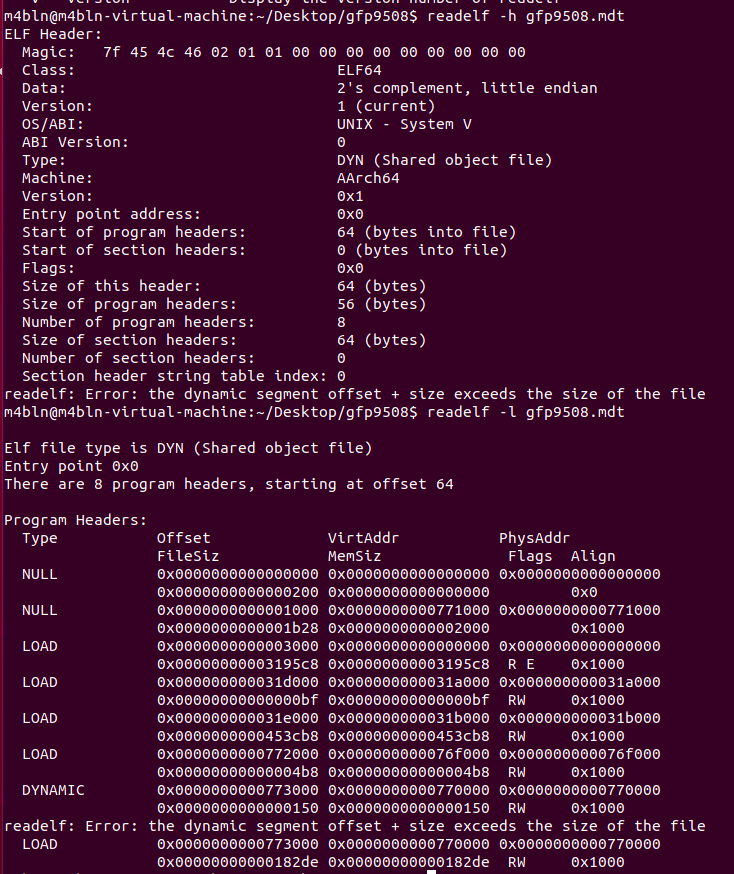 m4bln@m4bln-virtual-machine:~/Desktop/gfp9508$ readelf -h gfp9508.mdt
ELF Header:
  Magic:   7f 45 4c 46 02 01 01 00 00 00 00 00 00 00 00 00
  Class:                             ELF64
  Data:                              2's complement, little endian
  Version:                           1 (current)
  OS/ABI:                            UNIX - System V
  ABI Version:                       0
  Type:                              DYN (Shared object file)
  Machine:                           AArch64
  Version:                           0x1
  Entry point address:               0x0
  Start of program headers:          64 (bytes into file)
  Start of section headers:          0 (bytes into file)
  Flags:                             0x0
  Size of this header:               64 (bytes)
  Size of program headers:           56 (bytes)
  Number of program headers:         8
  Size of section headers:           64 (bytes)
  Number of section headers:         0
  Section header string table index: 0
readelf: Error: the dynamic segment offset + size exceeds the size of the file
m4bln@m4bln-virtual-machine:~/Desktop/gfp9508$ readelf -l gfp9508.mdt
Elf file type is DYN (Shared object file)
Entry point 0x0
There are 8 program headers, starting at offset 64
Program Headers:
  Type           Offset             VirtAddr           PhysAddr
                 FileSiz            MemSiz              Flags  Align
  NULL           0x0000000000000000 0x0000000000000000 0x0000000000000000
                 0x0000000000000200 0x0000000000000000         0x0
  NULL           0x0000000000001000 0x0000000000771000 0x0000000000771000
                 0x0000000000001b28 0x0000000000002000         0x1000
  LOAD           0x0000000000003000 0x0000000000000000 0x0000000000000000
                 0x00000000003195c8 0x00000000003195c8  R E    0x1000
  LOAD           0x000000000031d000 0x000000000031a000 0x000000000031a000
                 0x00000000000000bf 0x00000000000000bf  RW     0x1000
  LOAD           0x000000000031e000 0x000000000031b000 0x000000000031b000
                 0x0000000000453cb8 0x0000000000453cb8  RW     0x1000
  LOAD           0x0000000000772000 0x000000000076f000 0x000000000076f000
                 0x00000000000004b8 0x00000000000004b8  RW     0x1000
  DYNAMIC        0x0000000000773000 0x0000000000770000 0x0000000000770000
                 0x0000000000000150 0x0000000000000150  RW     0x1000
readelf: Error: the dynamic segment offset + size exceeds the size of the file
  LOAD           0x0000000000773000 0x0000000000770000 0x0000000000770000
                 0x00000000000182de 0x00000000000182de  RW     0x1000